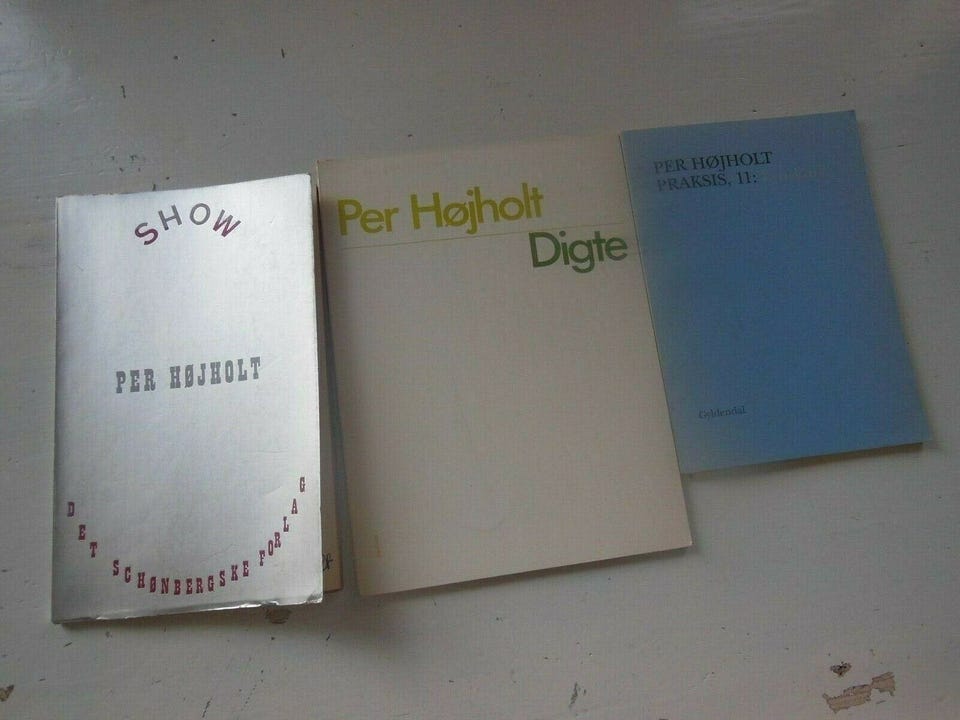 SHOW
PER HØJHOLT
DET SCHØNBERGSKE FORLAG
Per Højholt
Digte
PER HØJHOLT
PRAKSIS, 11:
Gyldendal